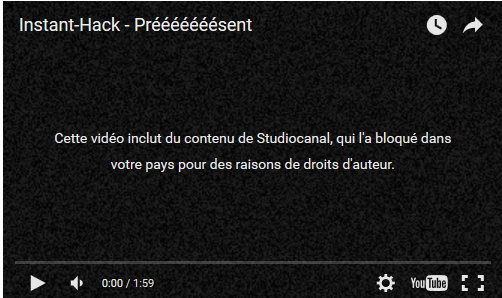 Instant-Hack - Prééééééésent
Cette vidéo inclut du contenu de Studiocanal, qui l'a bloqué dans
votre pays pour des raisons de droits d'auteur.
0:00 / 1:59
YouTube